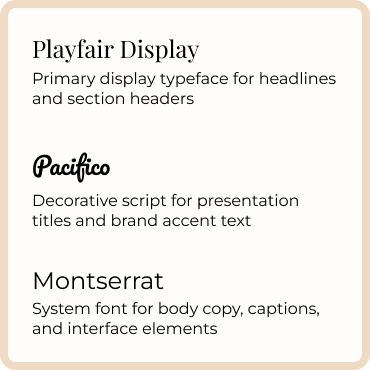 Playfair Display
Primary display typeface for headlines
and section headers
Pacifico
Decorative script for presentation
titles and brand accent text
Montserrat
System font for body copy, captions,
and interface elements